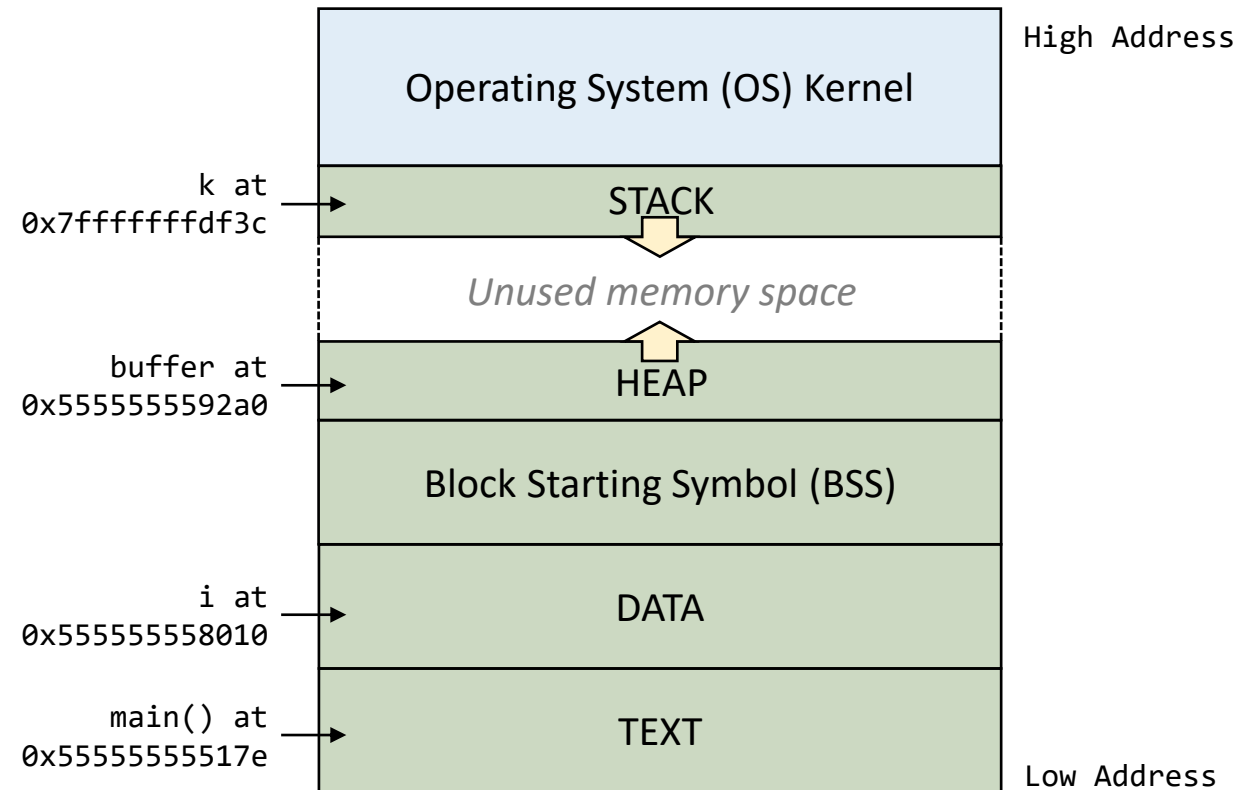 High Address
Operating System (OS) Kernel
k at
0x7fffffffdf3c
STACK
Unused memory space
buffer at
0x5555555592a0
HEAP
Block Starting Symbol (BSS)
i at
0x555555558010
DATA
main() at
0x55555555517e
TEXT
Low Address